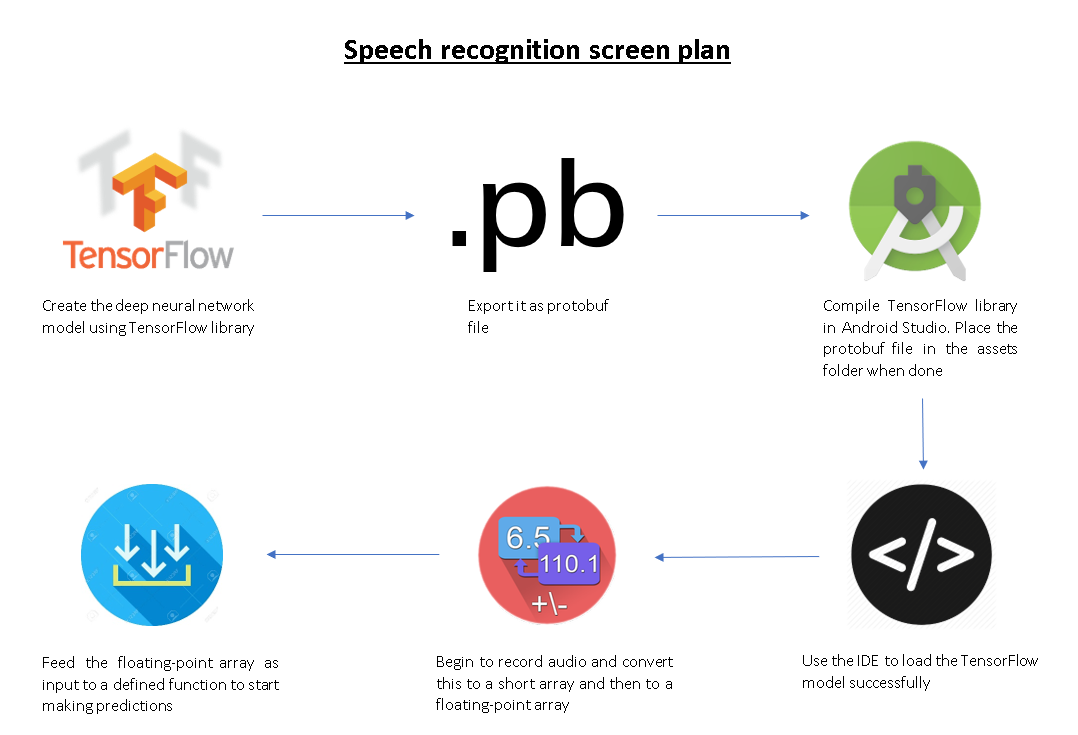 Speech recognition screen plan
TensorFlow
.pb
Create the deep neural network
model using TensorFlow library
Export it as protobuf
file
Compile TensorFlow library
in Android Studio. Place the
protobuf file in the assets
folder when done
6.5
110.1
+\-
</>
Feed the floating-point array as
input to a defined function to start
making predictions
Begin to record audio and convert
this to a short array and then to a
floating-point array
Use the IDE to load the TensorFlow
model successfully